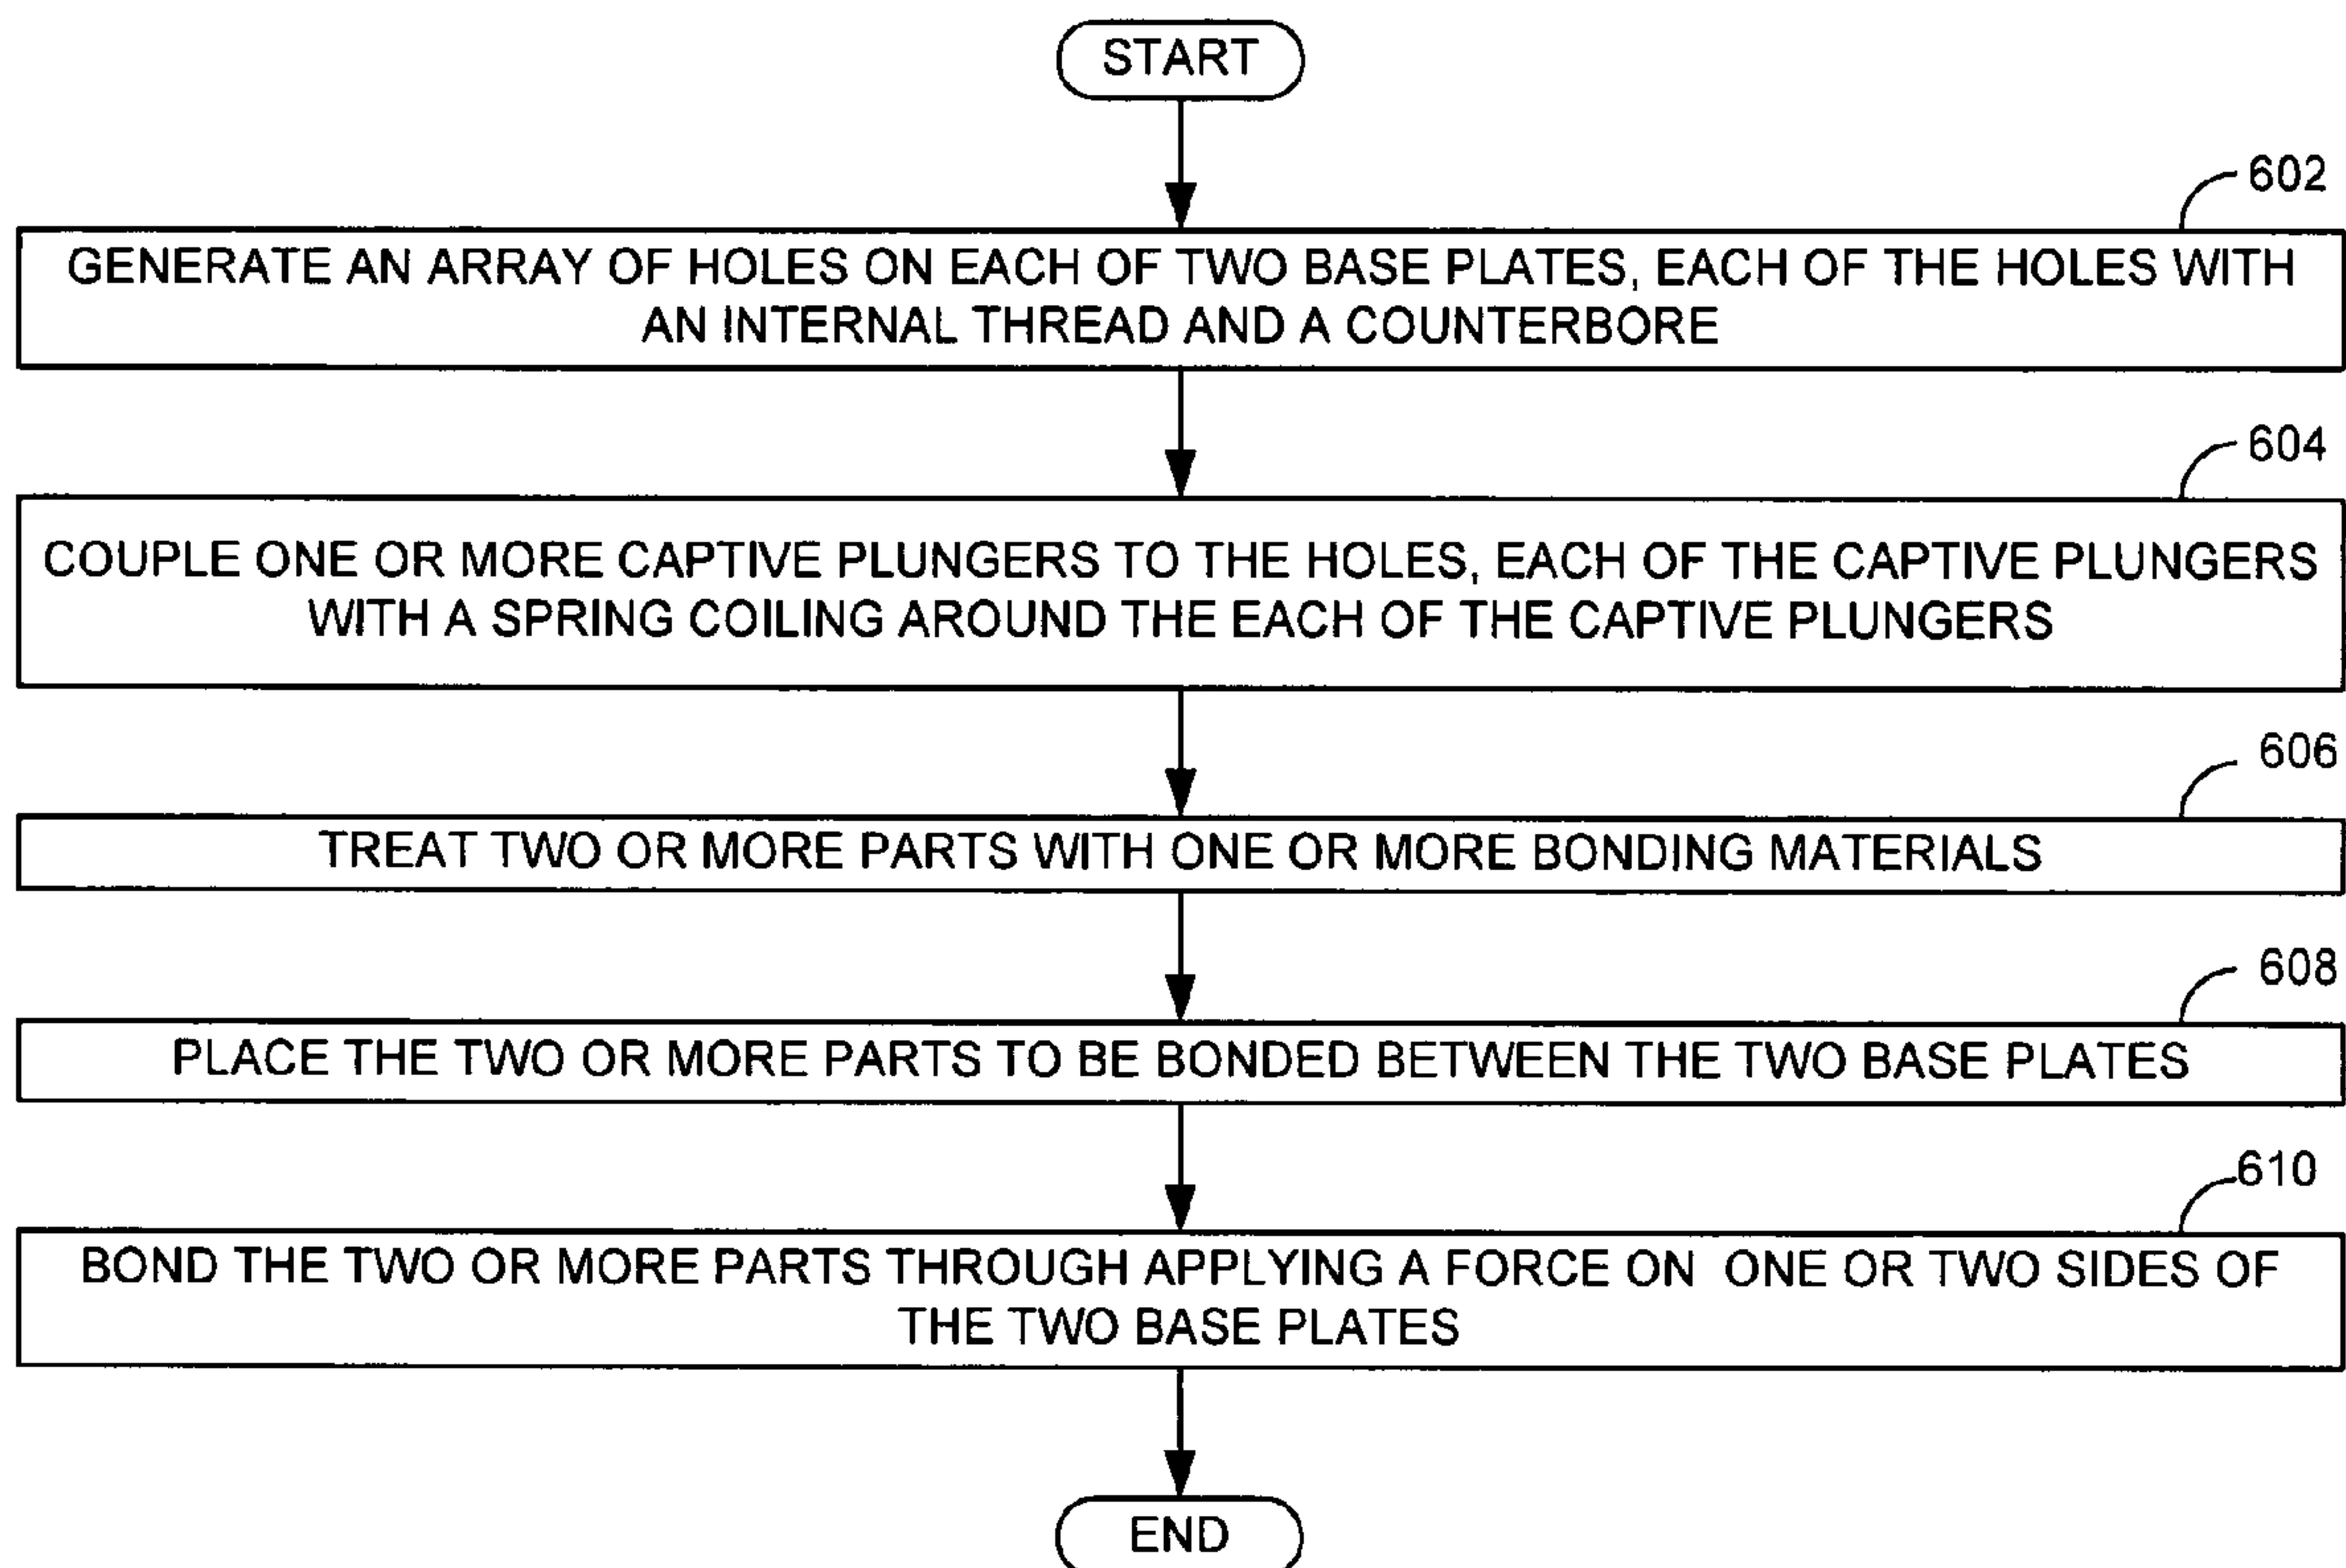 START
602
GENERATE AN ARRAY OF HOLES ON EACH OF TWO BASE PLATES, EACH OF THE HOLES WITH
AN INTERNAL THREAD AND A COUNTERBORE
604
COUPLE ONE OR MORE CAPTIVE PLUNGERS TO THE HOLES, EACH OF THE CAPTIVE PLUNGERS
WITH A SPRING COILING AROUND THE EACH OF THE CAPTIVE PLUNGERS
606
TREAT TWO OR MORE PARTS WITH ONE OR MORE BONDING MATERIALS
608
PLACE THE TWO OR MORE PARTS TO BE BONDED BETWEEN THE TWO BASE PLATES
610
BOND THE TWO OR MORE PARTS THROUGH APPLYING A FORCE ON ONE OR TWO SIDES OF
THE TWO BASE PLATES
END